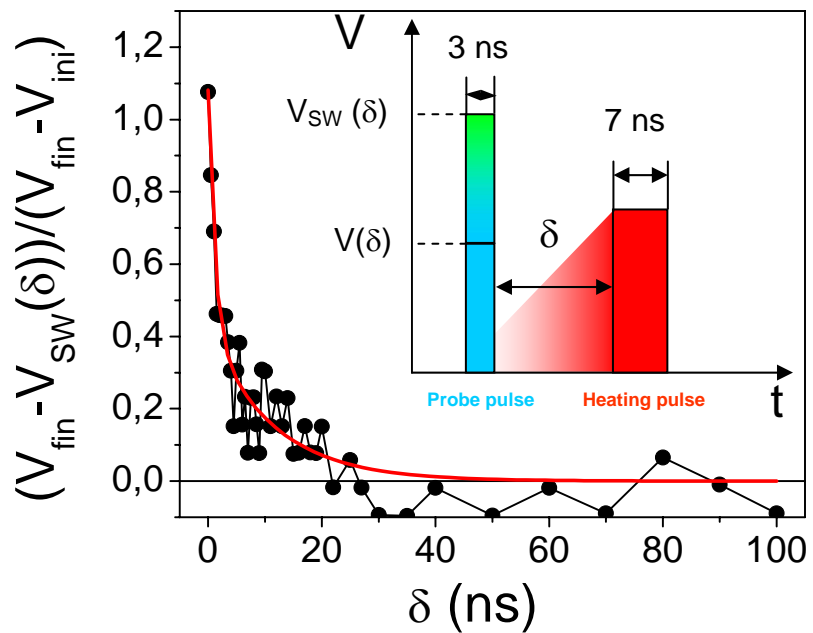 (V_fin-V_SW(δ))/(V_fin-V_ini)
1,2
1,0
0,8
0,6
0,4
0,2
0,0
0
20
40
60
80
100
δ (ns)
V
3 ns
V_SW (δ)
7 ns
V(δ)
δ
Probe pulse
Heating pulse
t